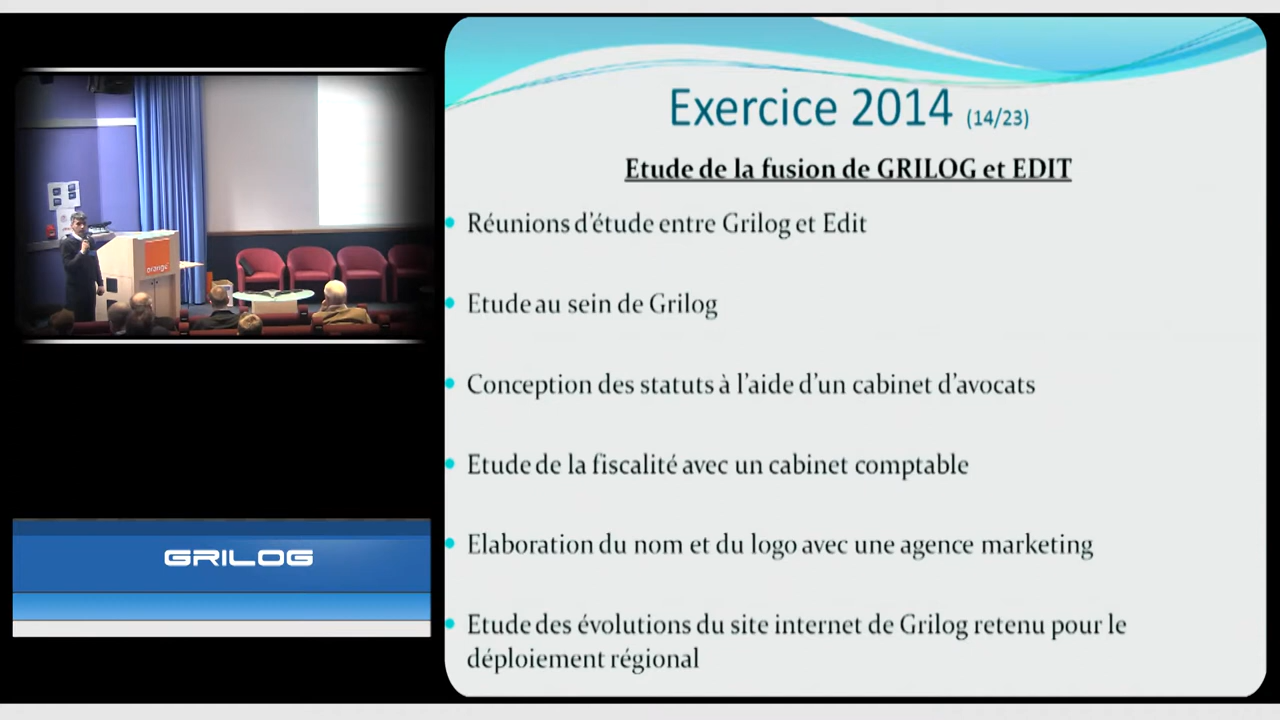 Exercice 2014 (14/23)
Etude de la fusion de GRILOG et EDIT
Réunions d'étude entre Grilog et Edit
Etude au sein de Grilog
Conception des statuts à l'aide d'un cabinet d'avocats
Etude de la fiscalité avec un cabinet comptable
Elaboration du nom et du logo avec une agence marketing
Etude des évolutions du site internet de Grilog retenu pour le
déploiement régional
orange
GRILOG